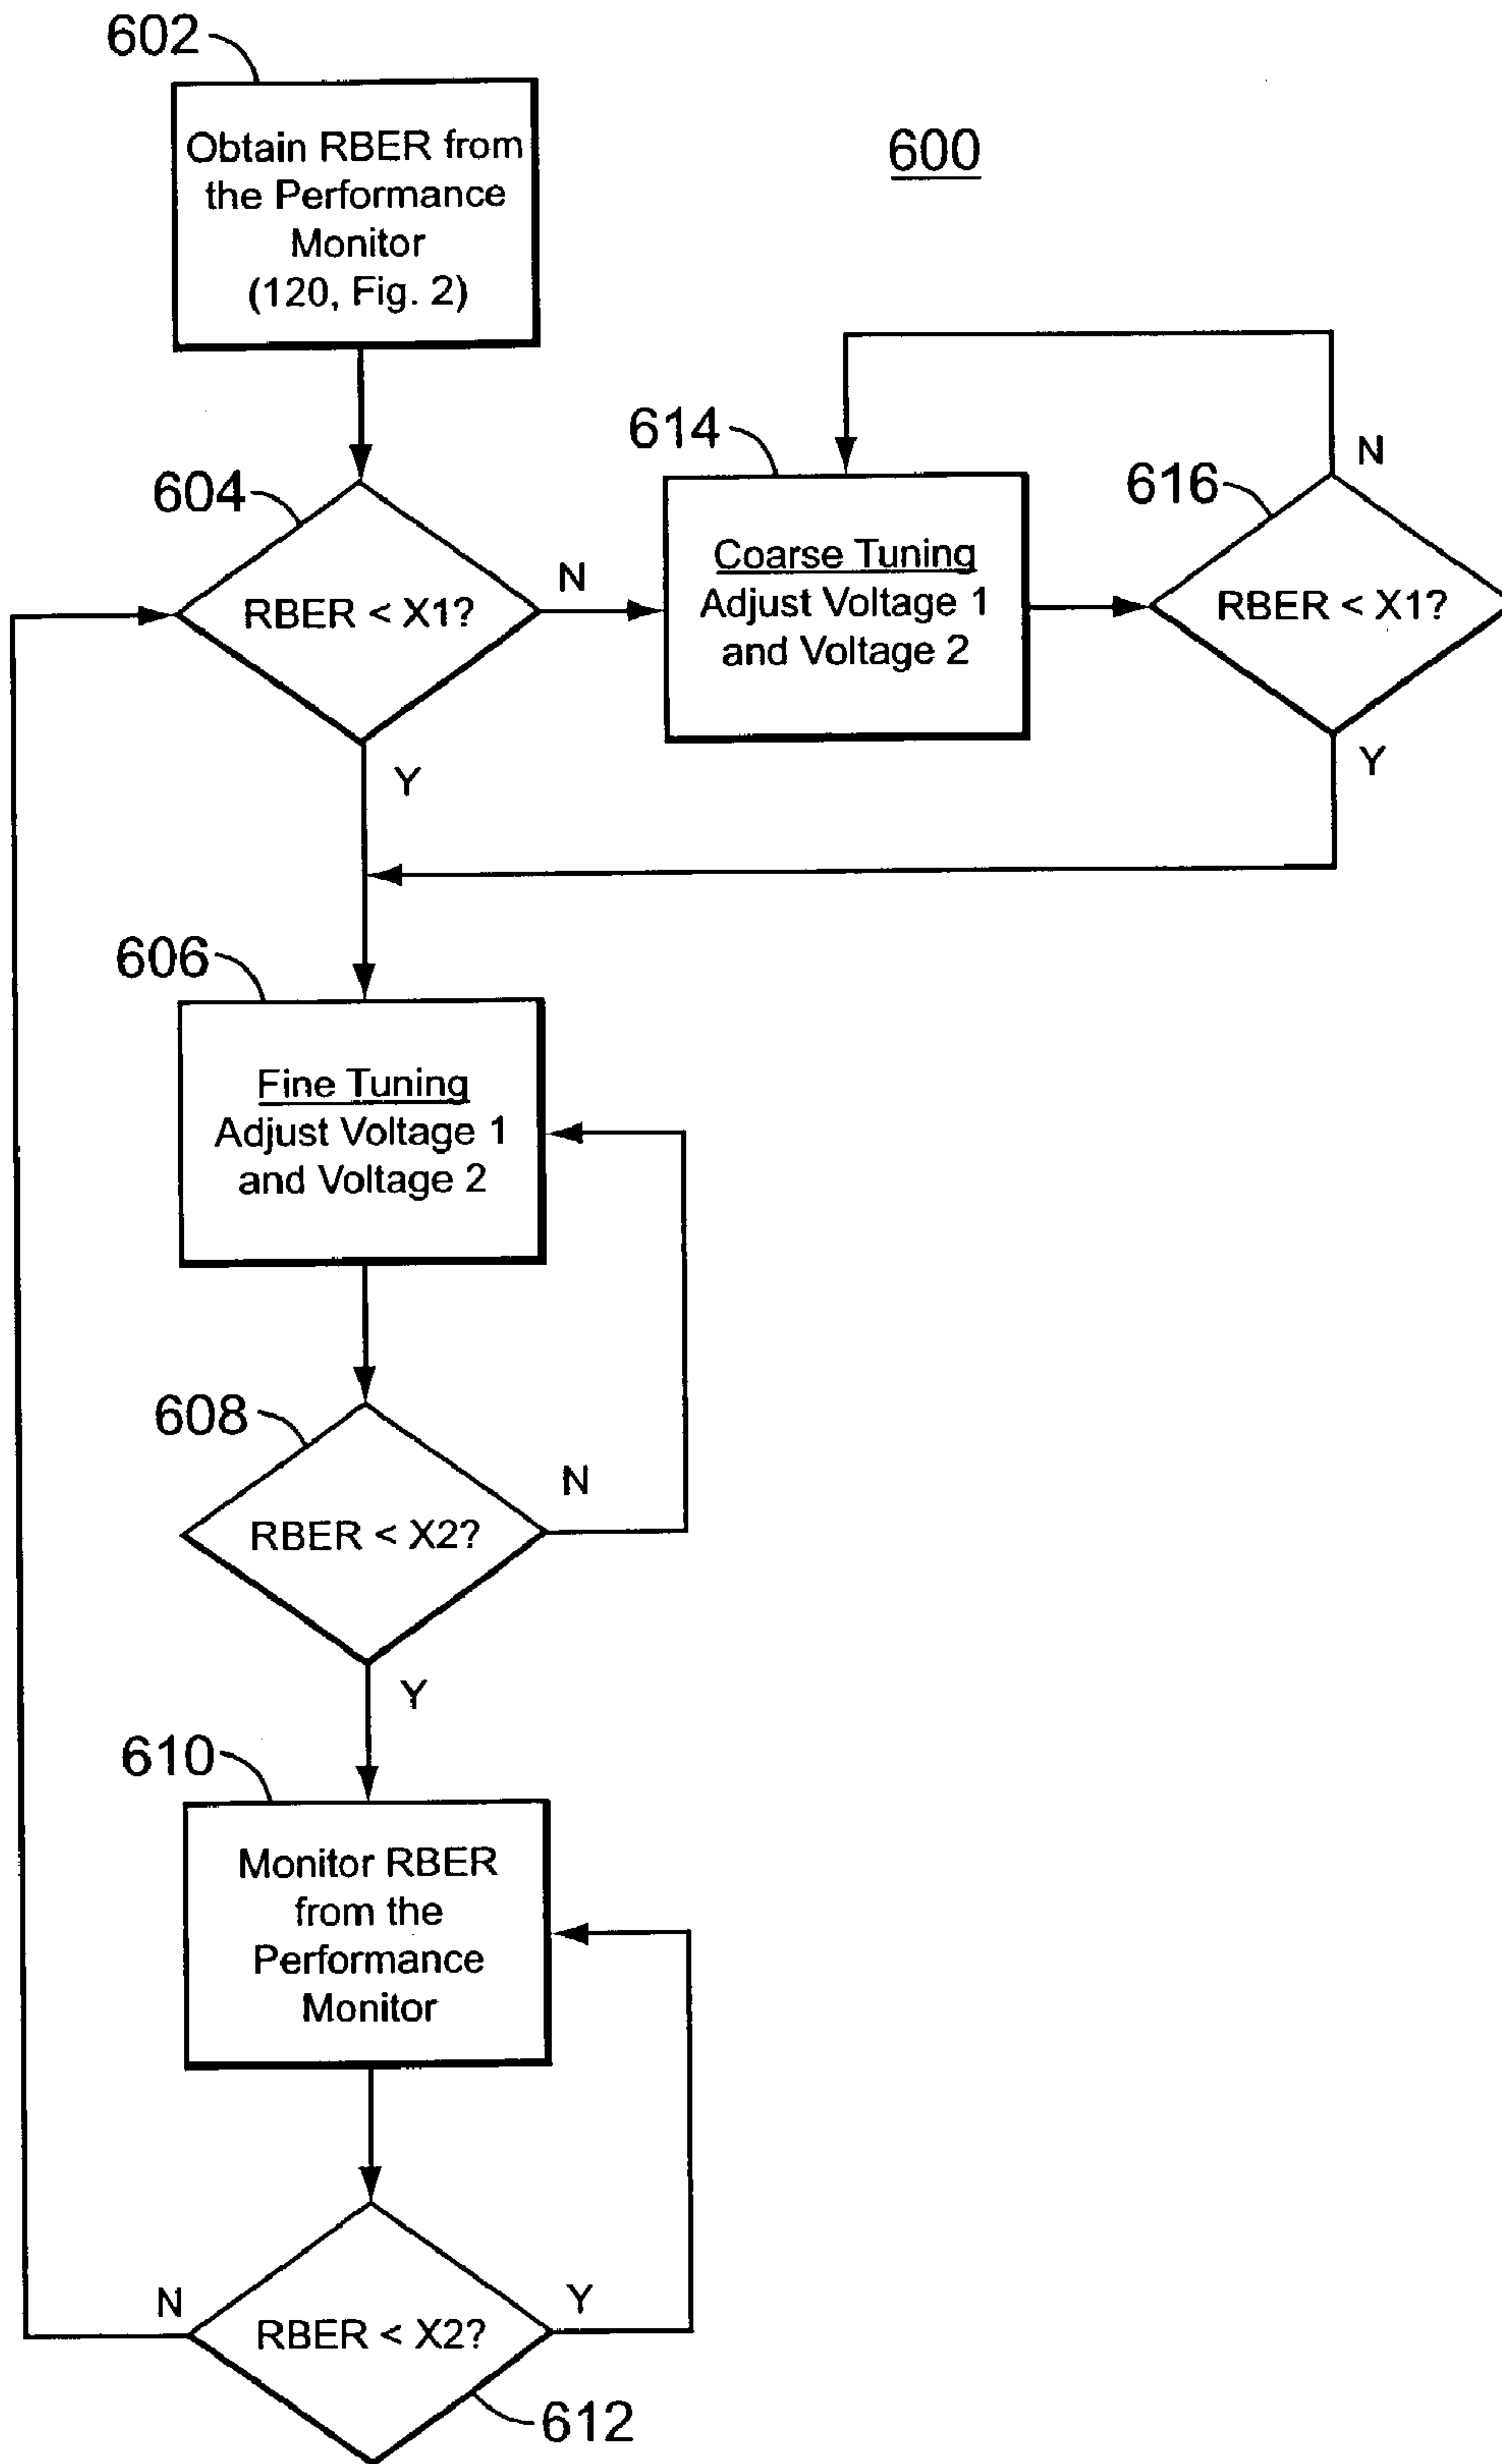 602
Obtain RBER from
the Performance
Monitor
(120, Fig. 2)
600
604
RBER < X1?
N
Y
614
Coarse Tuning
Adjust Voltage 1
and Voltage 2
616
RBER < X1?
N
Y
606
Fine Tuning
Adjust Voltage 1
and Voltage 2
608
RBER < X2?
N
Y
610
Monitor RBER
from the
Performance
Monitor
N
RBER < X2?
Y
612